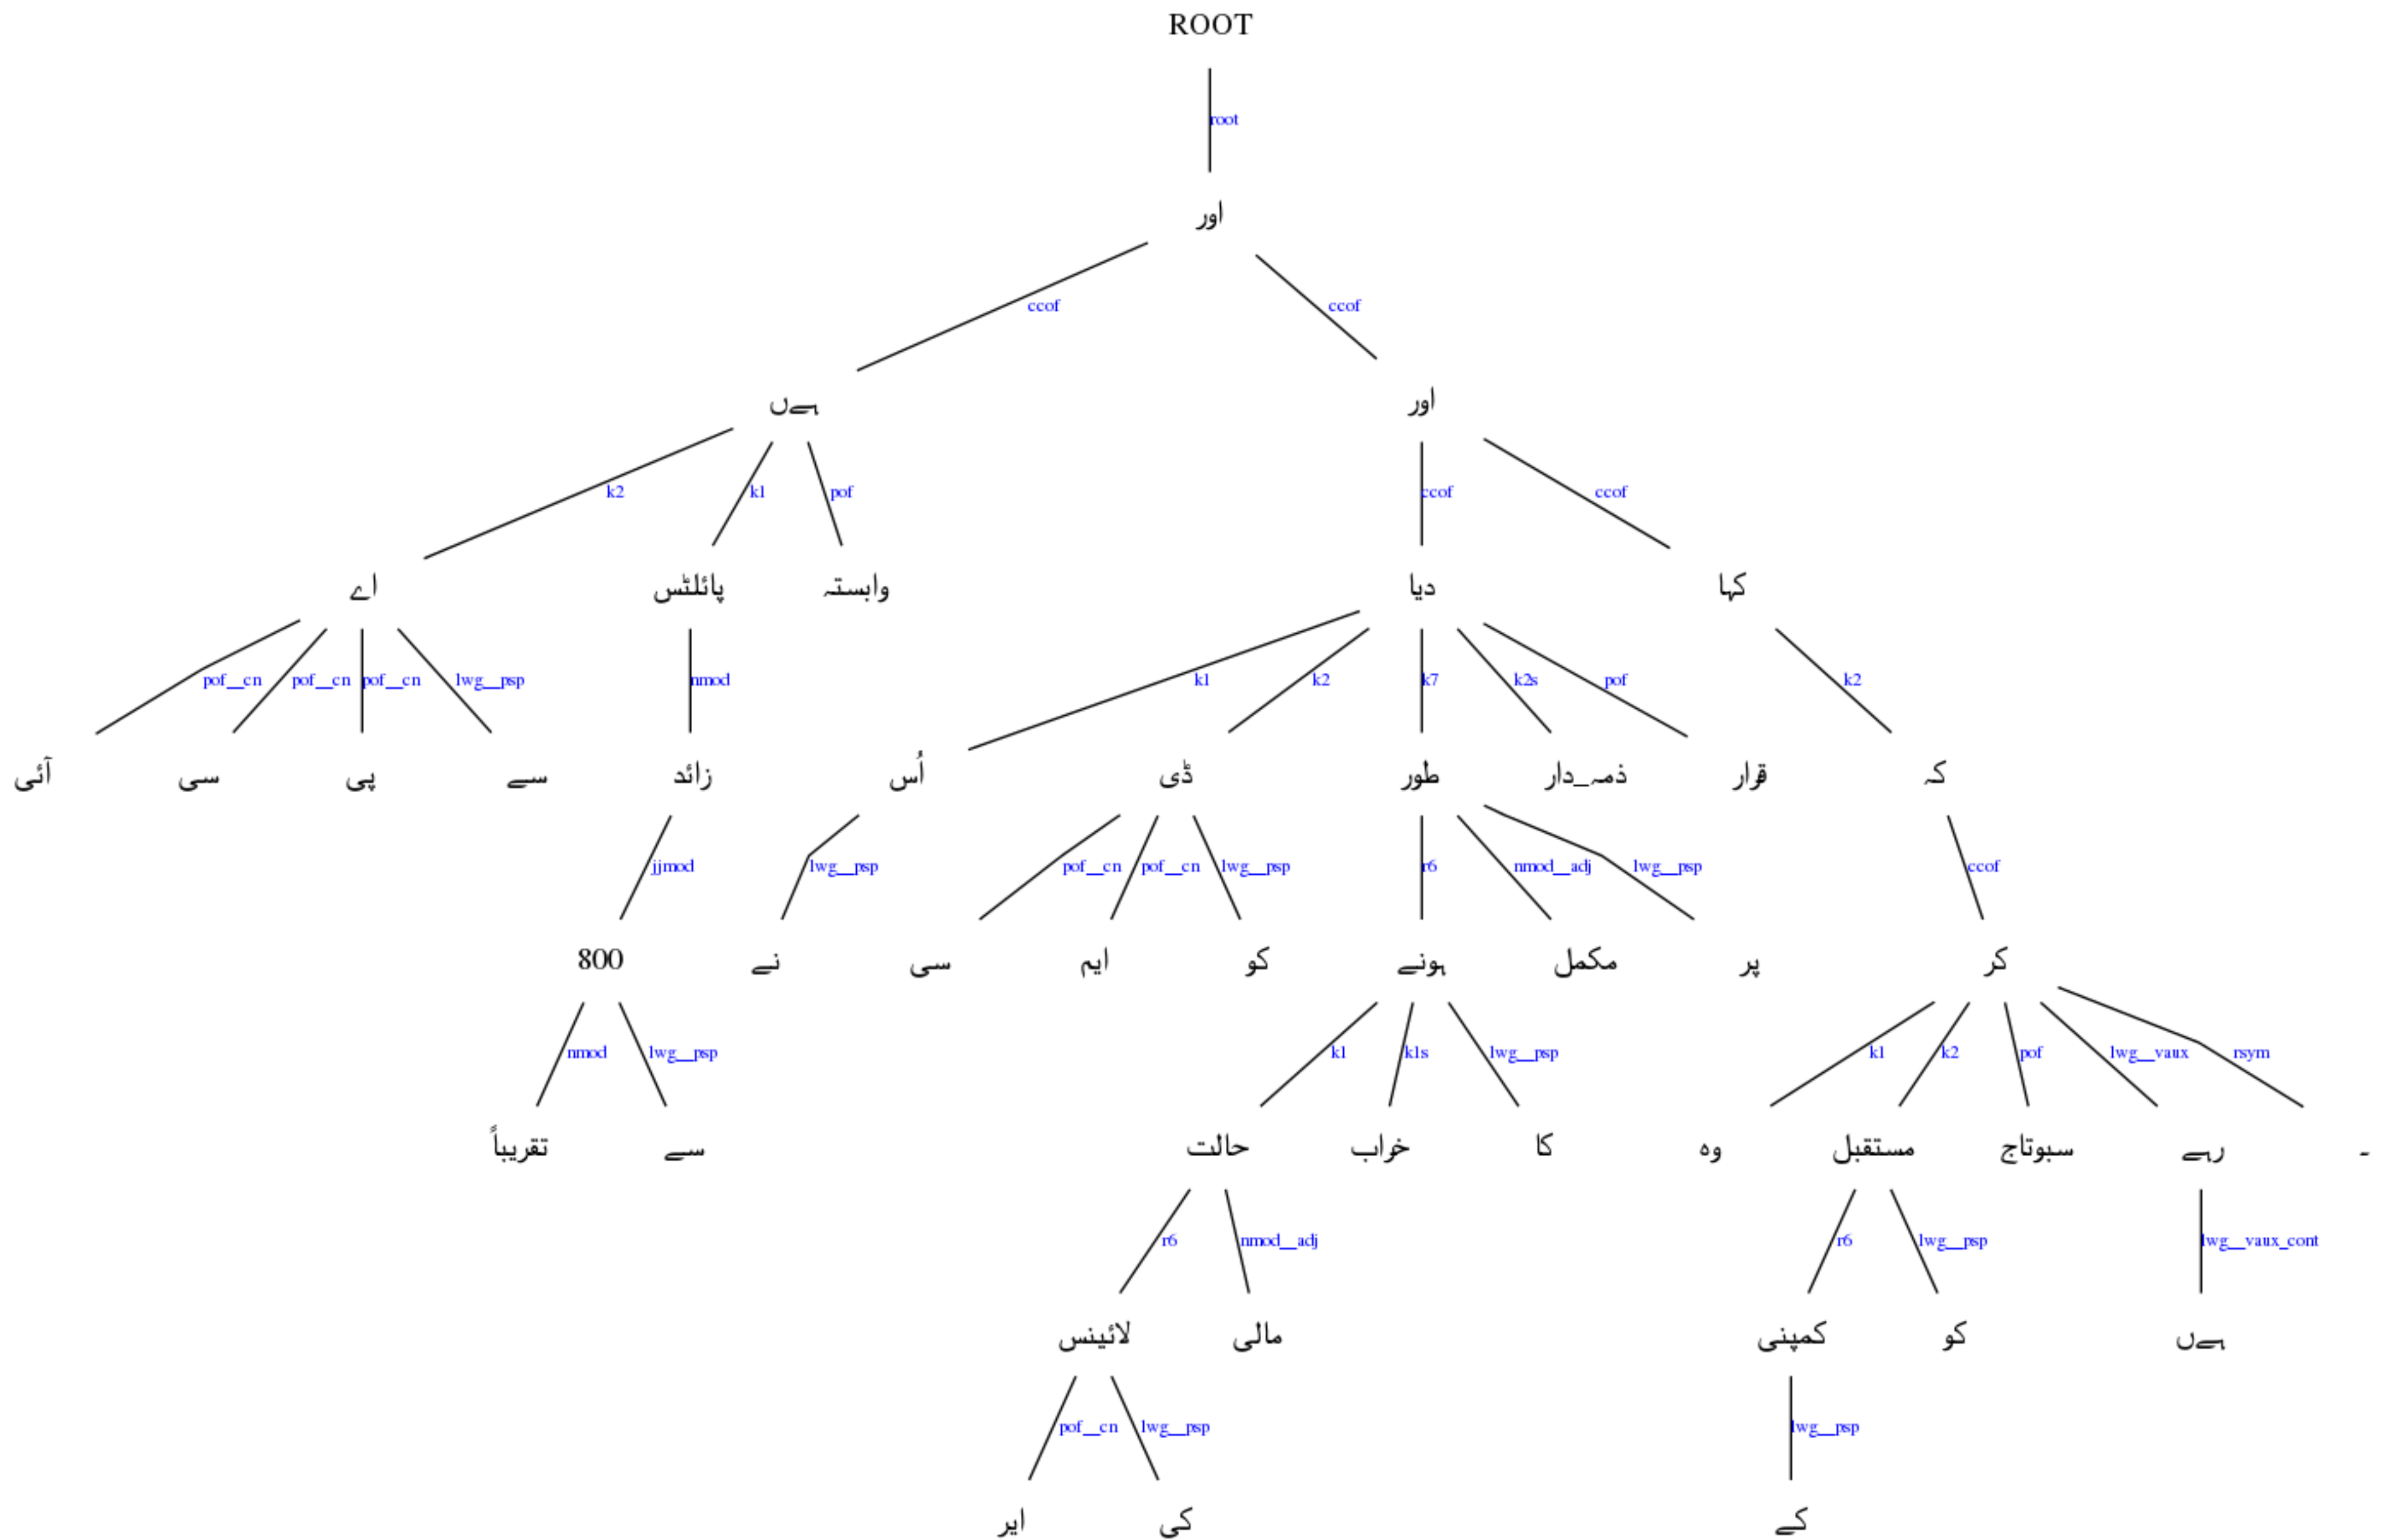 ROOT
root
اور
ccof ccof
ہےں اور
k2 k1 pof ccof ccof
اے پائلٹس وابستہ دیا کہا
pof__cn pof__cn pof__cn lwg__psp nmod k1 k2 k7 k2s pof k2
آئی سی پی سے زائد اُس ڈی طور ذمہ_دار قرار کہ
jjmod lwg__psp pof__cn pof__cn lwg__psp r6 nmod__adj lwg__psp ccof
800 نے سی ایم کو ہونے مکمل پر کر
nmod lwg__psp k1 k1s lwg__psp k1 k2 pof lwg__vaux rsym
تقریباً سے حالت خراب کا وہ مستقبل سبوتاج رہے ۔
r6 nmod__adj r6 lwg__psp lwg__vaux_cont
لائینس مالی کمپنی کو ہےں
pof__cn lwg__psp lwg__psp
ایر کی کے